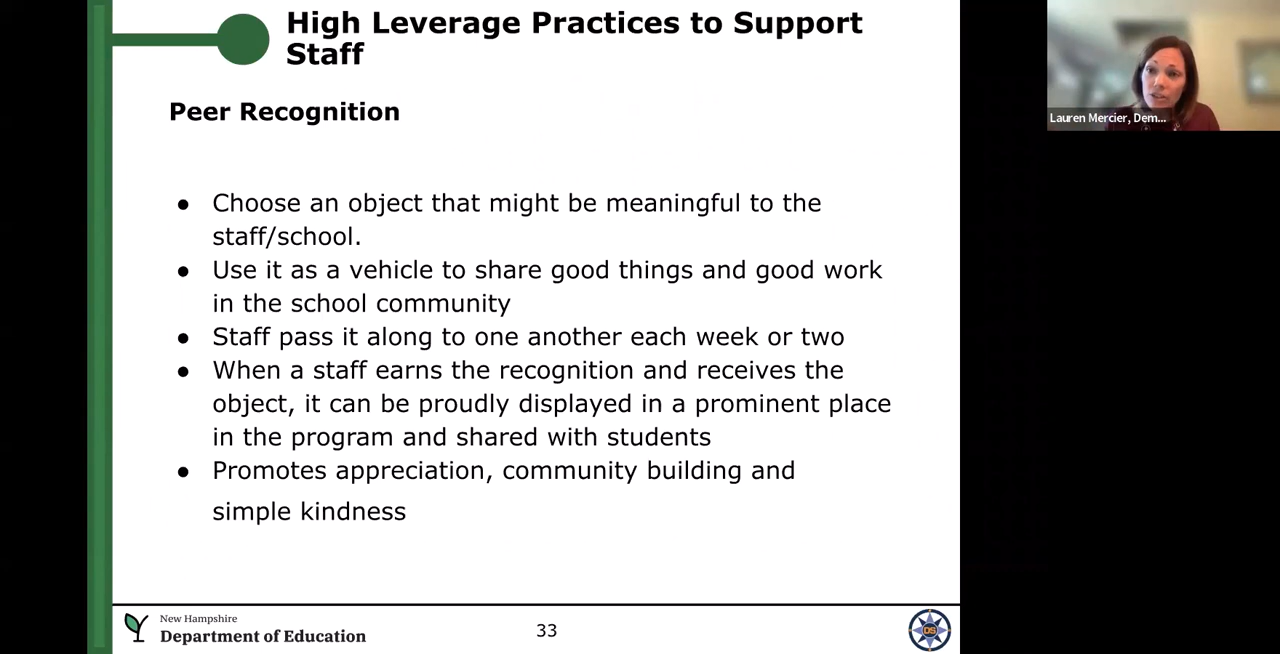 High Leverage Practices to Support
Staff
Peer Recognition
● Choose an object that might be meaningful to the
staff/school.
● Use it as a vehicle to share good things and good work
in the school community
● Staff pass it along to one another each week or two
● When a staff earns the recognition and receives the
object, it can be proudly displayed in a prominent place
in the program and shared with students
● Promotes appreciation, community building and
simple kindness
New Hampshire
Department of Education
33
DS
Lauren Mercier, Dem...